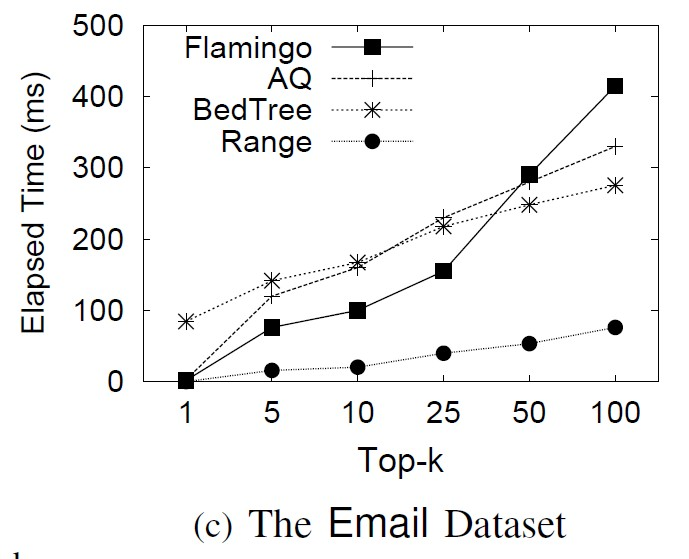 500
400
300
200
100
0
Elapsed Time (ms)
Flamingo
AQ
BedTree
Range
1 5 10 25 50 100
Top-k
(c) The Email Dataset